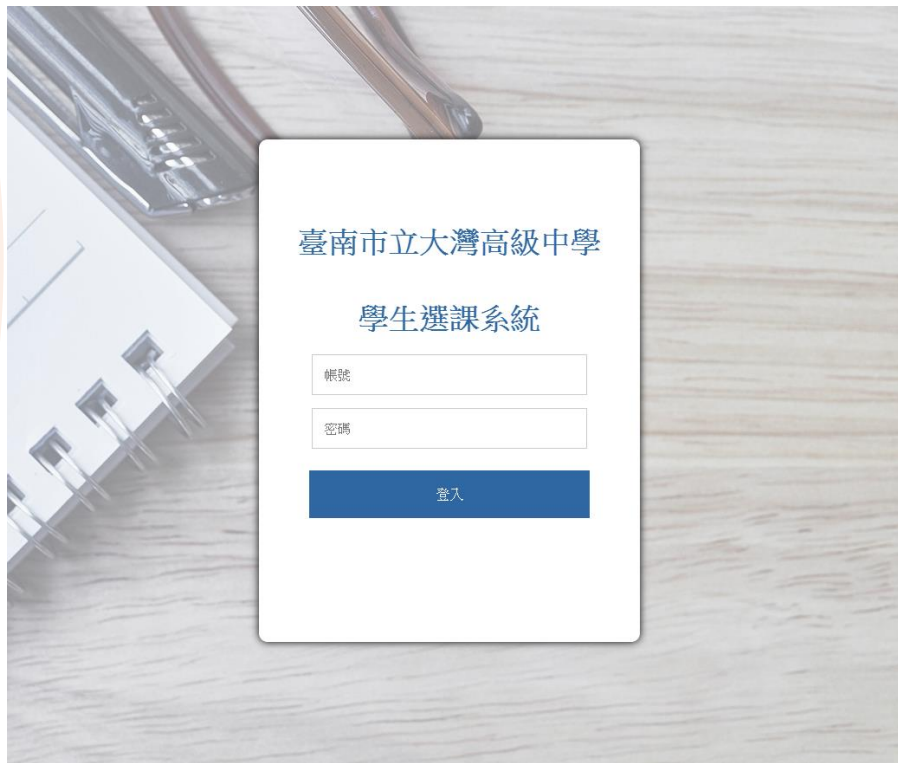 臺南市立大灣高級中學
學生選課系統
帳號
密碼
登入